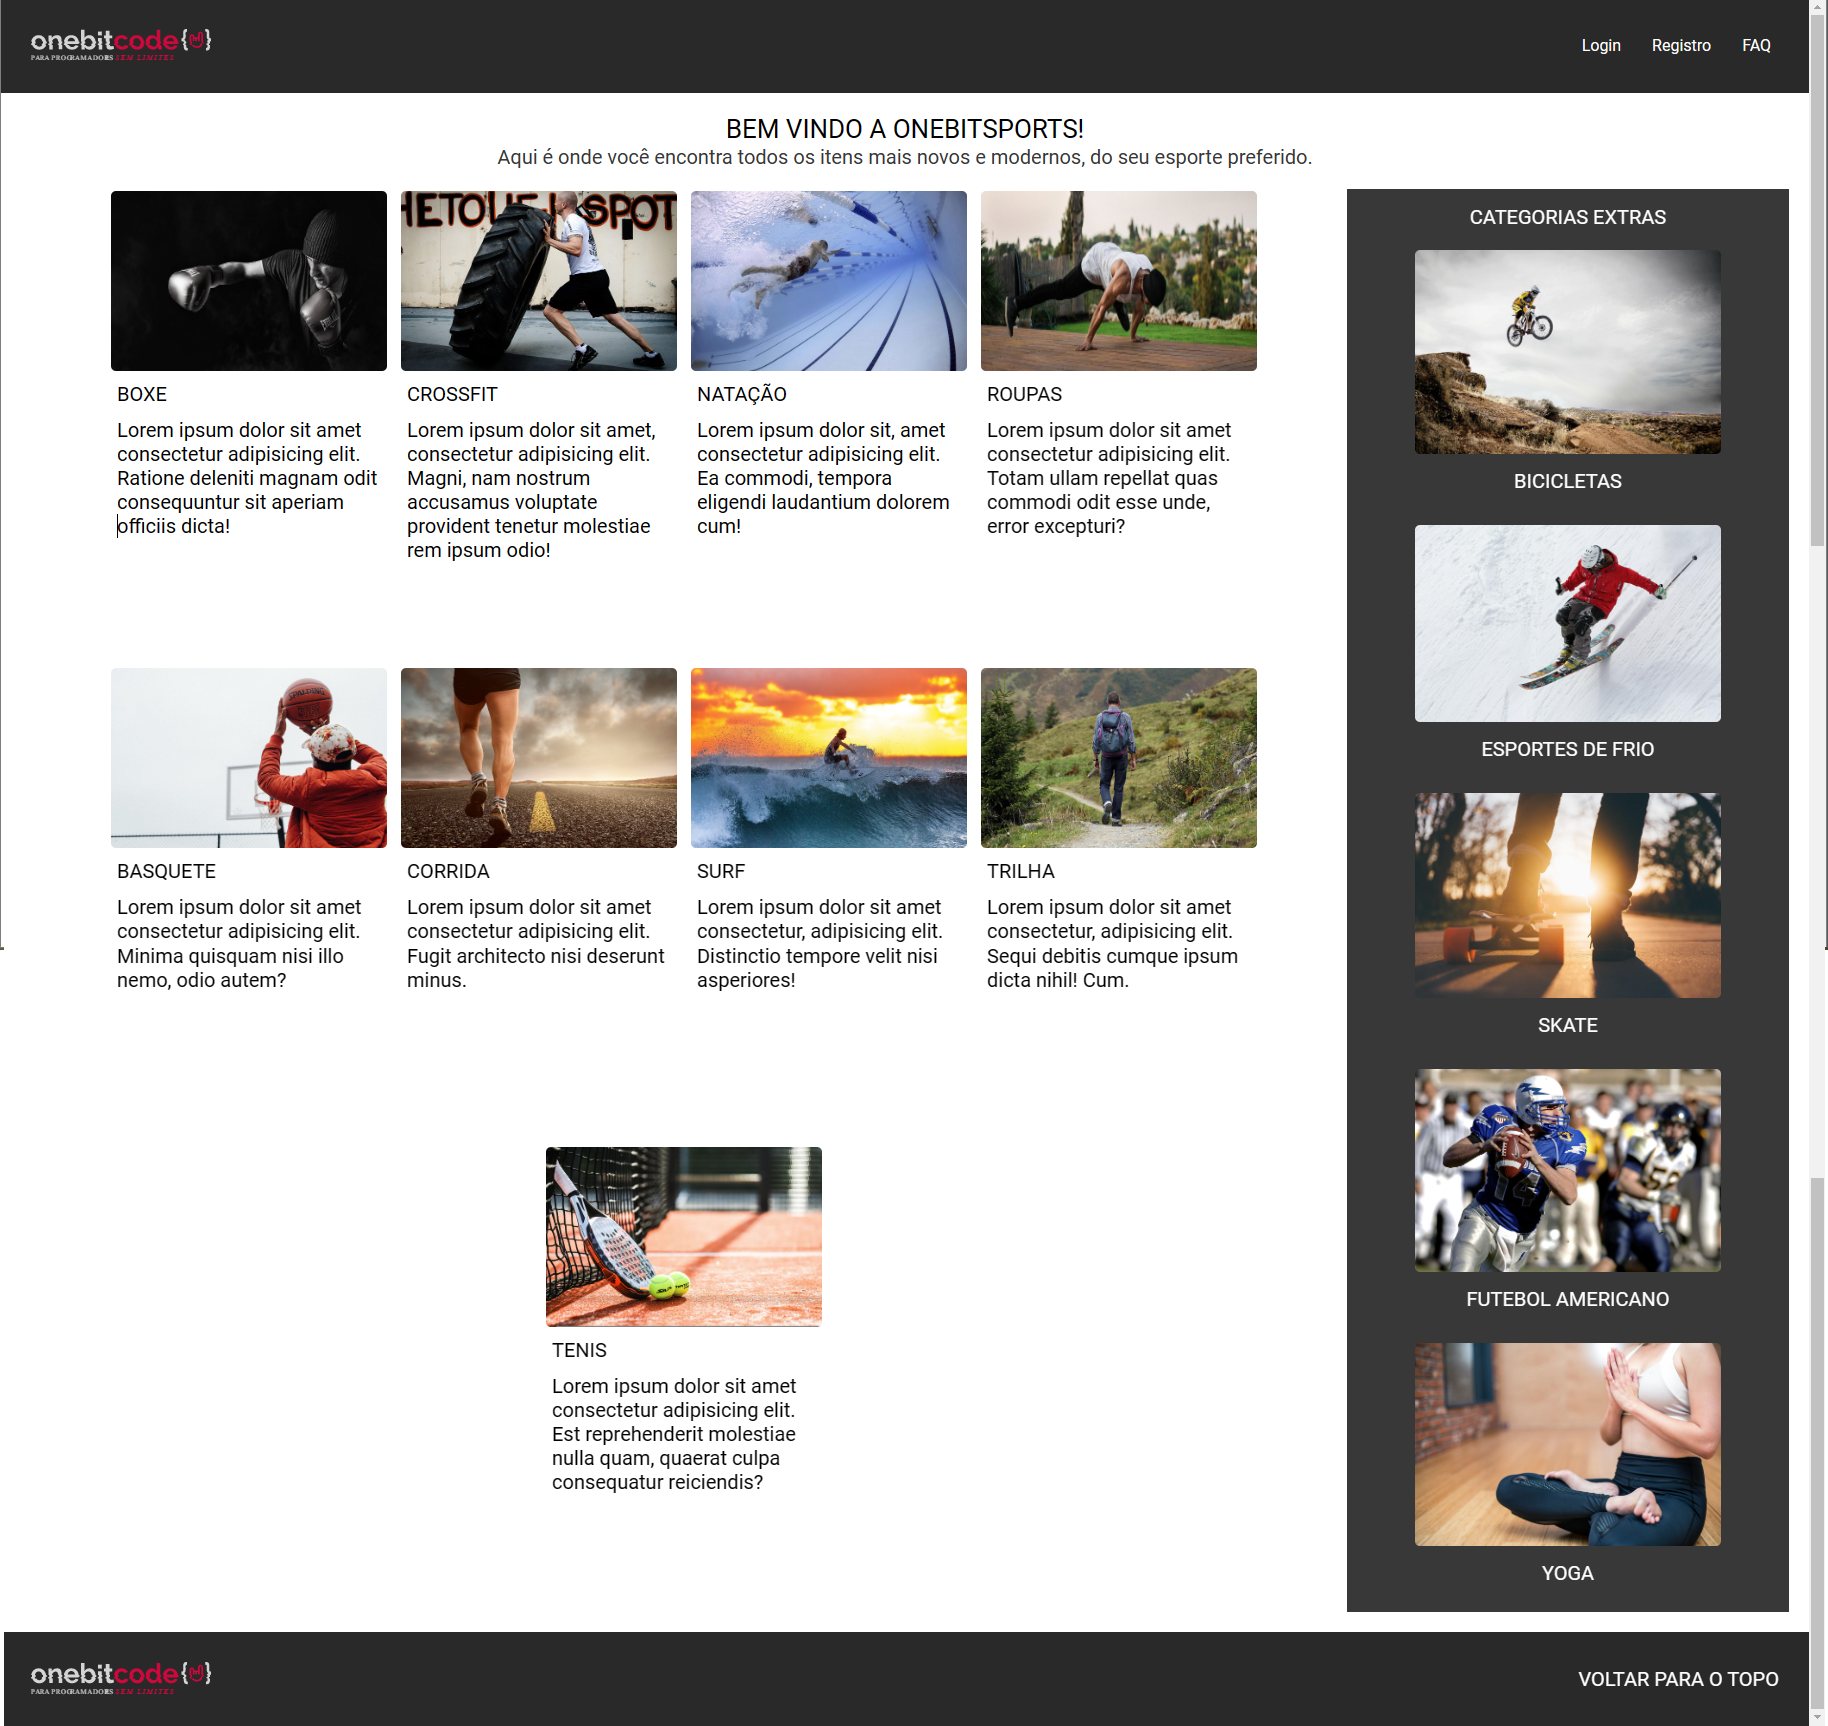 onebitcode{}
PARA PROGRAMADORES SEM LIMITES
Login
Registro
FAQ
BEM VINDO A ONEBITSPORTS!
Aqui é onde você encontra todos os itens mais novos e modernos, do seu esporte preferido.
HETOUE
SPOT
BOXE
Lorem ipsum dolor sit amet
consectetur adipisicing elit.
Ratione deleniti magnam odit
consequuntur sit aperiam
officiis dicta!
CROSSFIT
Lorem ipsum dolor sit amet,
consectetur adipisicing elit.
Magni, nam nostrum
accusamus voluptate
provident tenetur molestiae
rem ipsum odio!
NATAÇÃO
Lorem ipsum dolor sit, amet
consectetur adipisicing elit.
Ea commodi, tempora
eligendi laudantium dolorem
cum!
ROUPAS
Lorem ipsum dolor sit amet
consectetur adipisicing elit.
Totam ullam repellat quas
commodi odit esse unde,
error excepturi?
SPALDING
BASQUETE
Lorem ipsum dolor sit amet
consectetur adipisicing elit.
Minima quisquam nisi illo
nemo, odio autem?
CORRIDA
Lorem ipsum dolor sit amet
consectetur adipisicing elit.
Fugit architecto nisi deserunt
minus.
SURF
Lorem ipsum dolor sit amet
consectetur, adipisicing elit.
Distinctio tempore velit nisi
asperiores!
TRILHA
Lorem ipsum dolor sit amet
consectetur, adipisicing elit.
Sequi debitis cumque ipsum
dicta nihil! Cum.
TENIS
Lorem ipsum dolor sit amet
consectetur adipisicing elit.
Est reprehenderit molestiae
nulla quam, quaerat culpa
consequatur reiciendis?
CATEGORIAS EXTRAS
BICICLETAS
ESPORTES DE FRIO
SKATE
14
FUTEBOL AMERICANO
YOGA
onebitcode{}
PARA PROGRAMADORES SEM LIMITES
VOLTAR PARA O TOPO